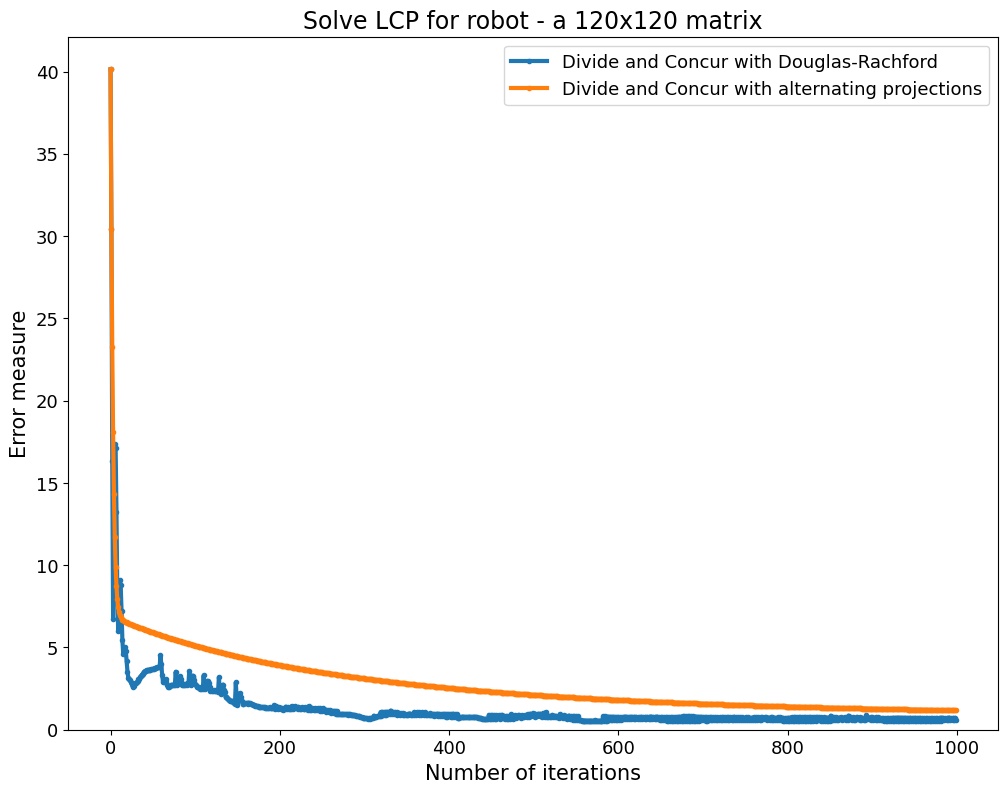 Solve LCP for robot - a 120x120 matrix
Divide and Concur with Douglas-Rachford
Divide and Concur with alternating projections
Error measure
40
35
30
25
20
15
10
5
0
0 200 400 600 800 1000
Number of iterations